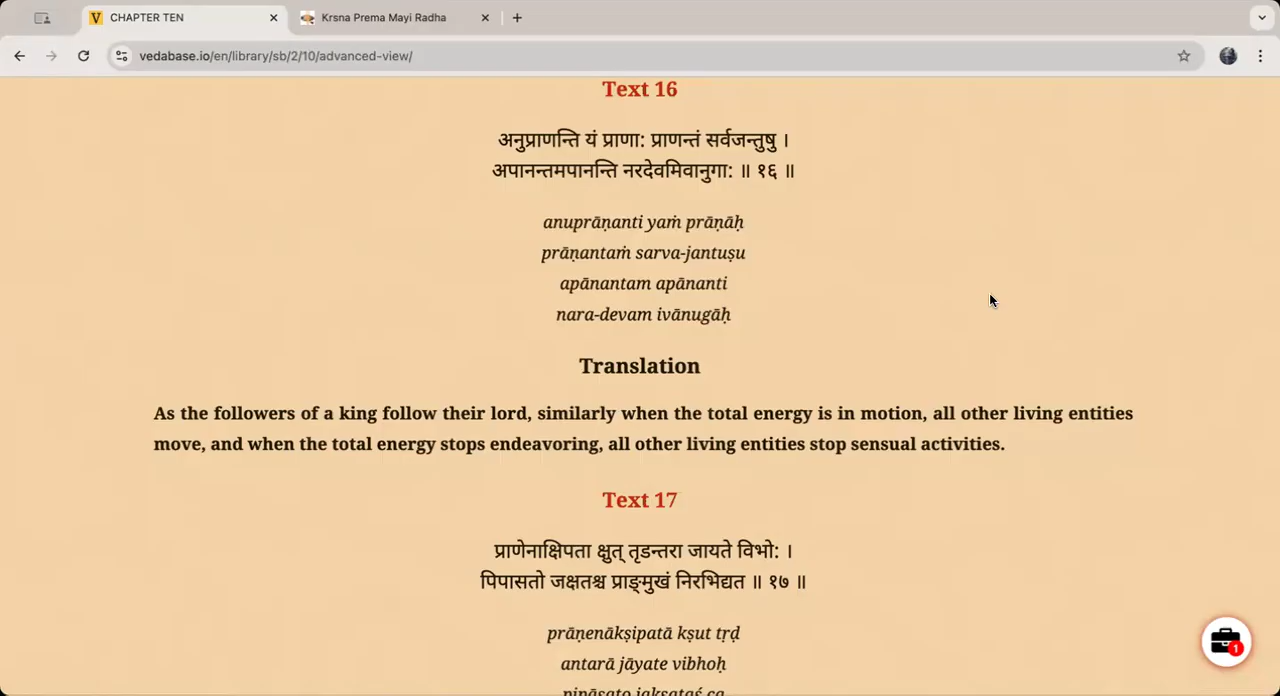 CHAPTER TEN
Krsna Prema Mayi Radha
vedabase.io/en/library/sb/2/10/advanced-view/
Text 16
अनुप्राणन्ति यं प्राणा: प्राणन्तं सर्वजन्तुषु ।
अपानन्तमपानन्ति नरदेवमिवानुगा: ॥ १६ ॥
anuprāṇanti yaṁ prāṇāḥ
prāṇantaṁ sarva-jantuṣu
apānantam apānanti
nara-devam ivānugāḥ
Translation
As the followers of a king follow their lord, similarly when the total energy is in motion, all other living entities
move, and when the total energy stops endeavoring, all other living entities stop sensual activities.
Text 17
प्राणेनाक्षिपता क्षुत् तृडन्तरा जायते विभो: ।
पिपासतो जक्षतश्च प्राङ्‍मुखं निरभिद्यत ॥ १७ ॥
prāṇenākṣipatā kṣut tṛḍ
antarā jāyate vibhoḥ
pipāsato jakṣataś ca
1